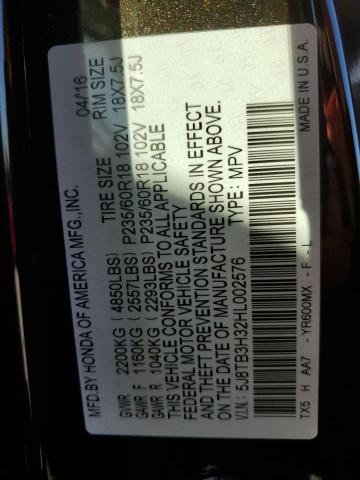 MFD.BY HONDA OF AMERICA MFG.,INC. 04/16
TIRE SIZE RIM SIZE
GVWR 2200KG (4850LBS)
GAWR F 1160KG (2557LBS) P235/60R18 102V 18X7.5J
GAWR R 1040KG (2293LBS) P235/60R18 102V 18X7.5J
THIS VEHICLE CONFORMS TO ALL APPLICABLE
FEDERAL MOTOR VEHICLE SAFETY
AND THEFT PREVENTION STANDARDS IN EFFECT
ON THE DATE OF MANUFACTURE SHOWN ABOVE.
V.I.N.: 5J8TB3H32HL002576 TYPE: MPV
TX5 H AA7 -YR600MX -F -L MADE IN U.S.A.